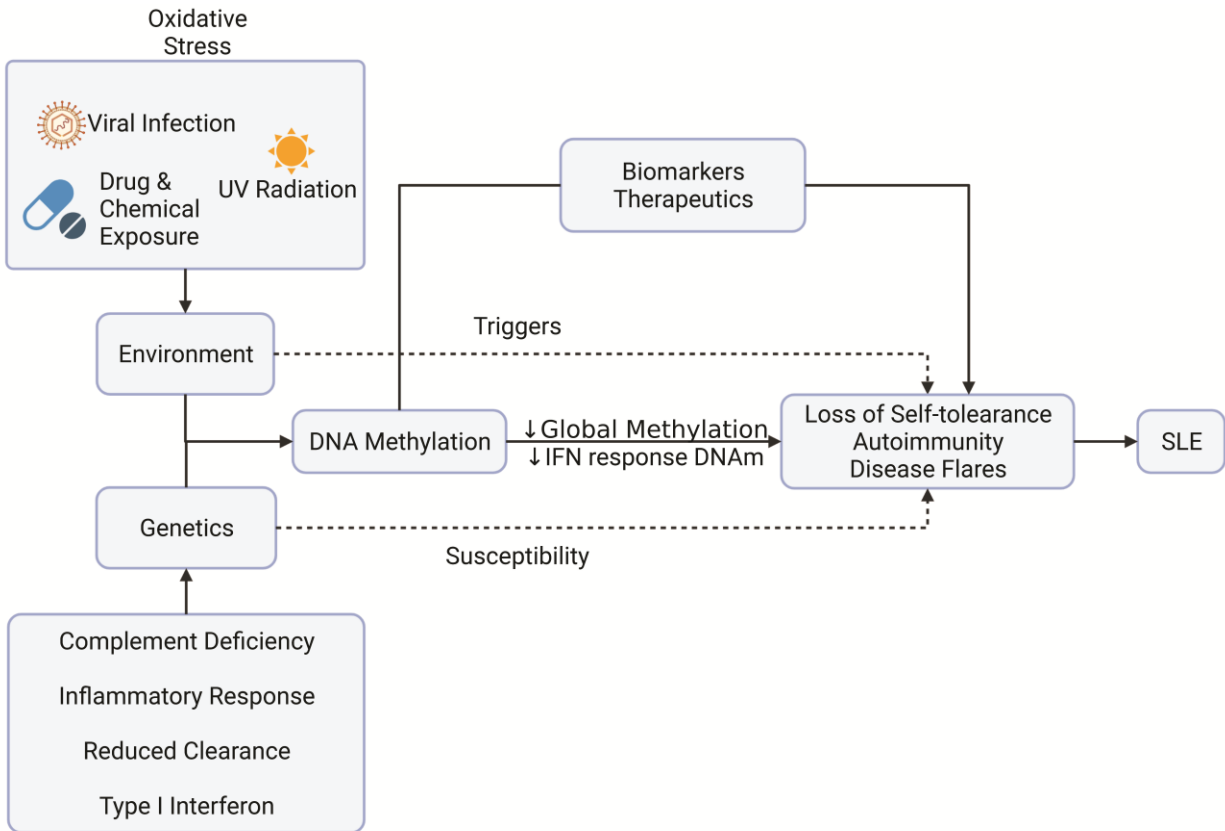 Oxidative
Stress
Viral Infection
UV Radiation
Drug &
Chemical
Exposure
Biomarkers
Therapeutics
Environment
Triggers
DNA Methylation
↓Global Methylation
↓IFN response DNAm
Loss of Self-tolearance
Autoimmunity
Disease Flares
SLE
Genetics
Susceptibility
Complement Deficiency
Inflammatory Response
Reduced Clearance
Type I Interferon